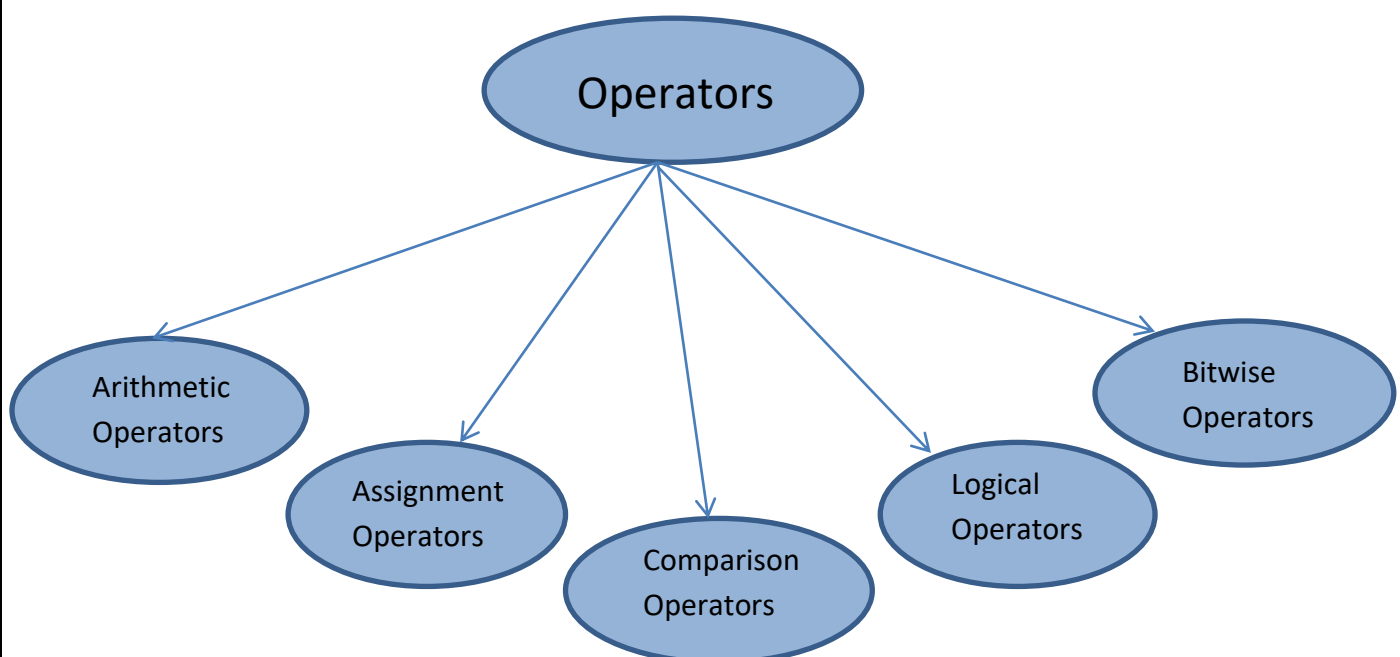 Operators
Arithmetic
Operators
Assignment
Operators
Comparison
Operators
Logical
Operators
Bitwise
Operators